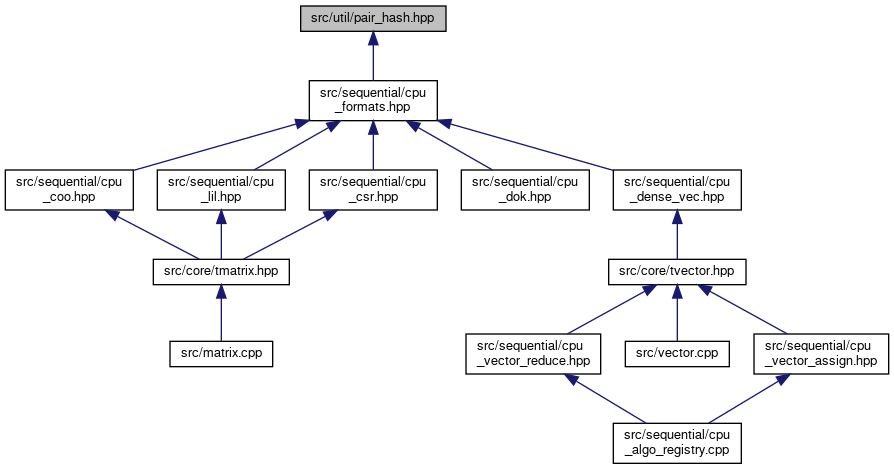 src/util/pair_hash.hpp
src/sequential/cpu
_formats.hpp
src/sequential/cpu
_coo.hpp
src/sequential/cpu
_lil.hpp
src/sequential/cpu
_csr.hpp
src/sequential/cpu
_dok.hpp
src/sequential/cpu
_dense_vec.hpp
src/core/tmatrix.hpp
src/core/tvector.hpp
src/matrix.cpp
src/sequential/cpu
_vector_reduce.hpp
src/vector.cpp
src/sequential/cpu
_vector_assign.hpp
src/sequential/cpu
_algo_registry.cpp